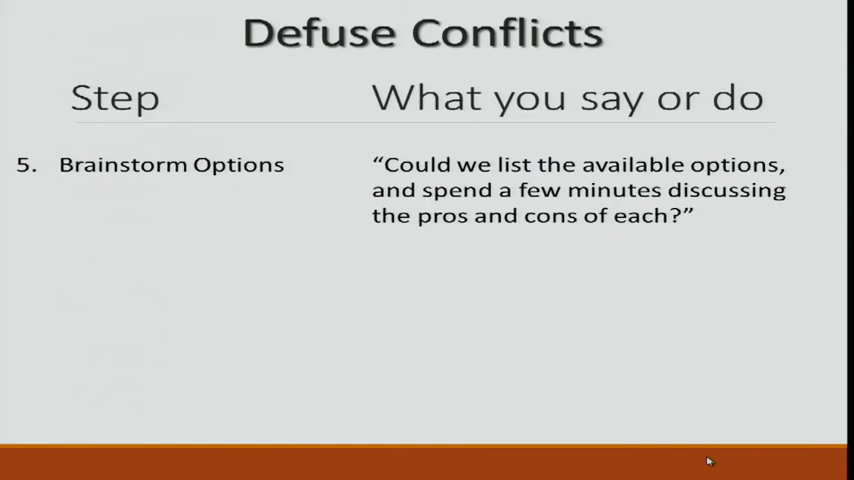 Defuse Conflicts
Step
What you say or do
5. Brainstorm Options
“Could we list the available options,
and spend a few minutes discussing
the pros and cons of each?”